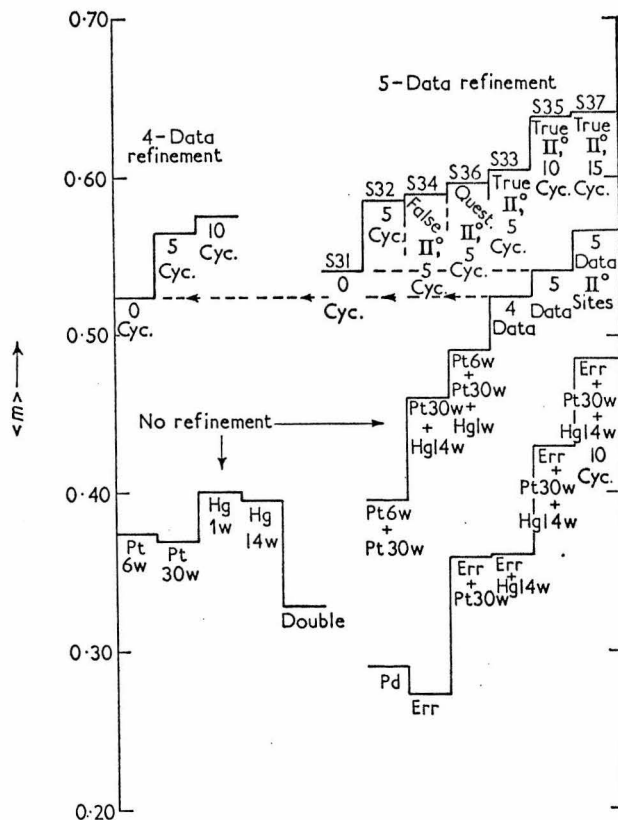 0·70
0·60
0·50
0·40
0·30
0·20
<m>
4-Data
refinement
0
Cyc.
5
Cyc.
10
Cyc.
5-Data refinement
S31
0
Cyc.
S32
5
Cyc.
S34
False
II,°
5
Cyc.
S36
Quest.
II,°
5
Cyc.
S33
True
II,°
5
Cyc.
S35
True
II,°
10
Cyc.
S37
True
II,°
15
Cyc.
No refinement
Pt
6w
Pt
30w
Hg
1w
Hg
14w
Double
Pt6w
+
Pt30w
Pt30w
+
Hg14w
Pt6w
+
Pt30w
+
Hg1w
4
Data
5
Data
5
Data
II°
Sites
Pd
Err
Err
+
Pt30w
Err
+Hg14w
Err
+
Pt30w
+
Hg14w
Err
+
Pt30w
+
Hg14w
10
Cyc.